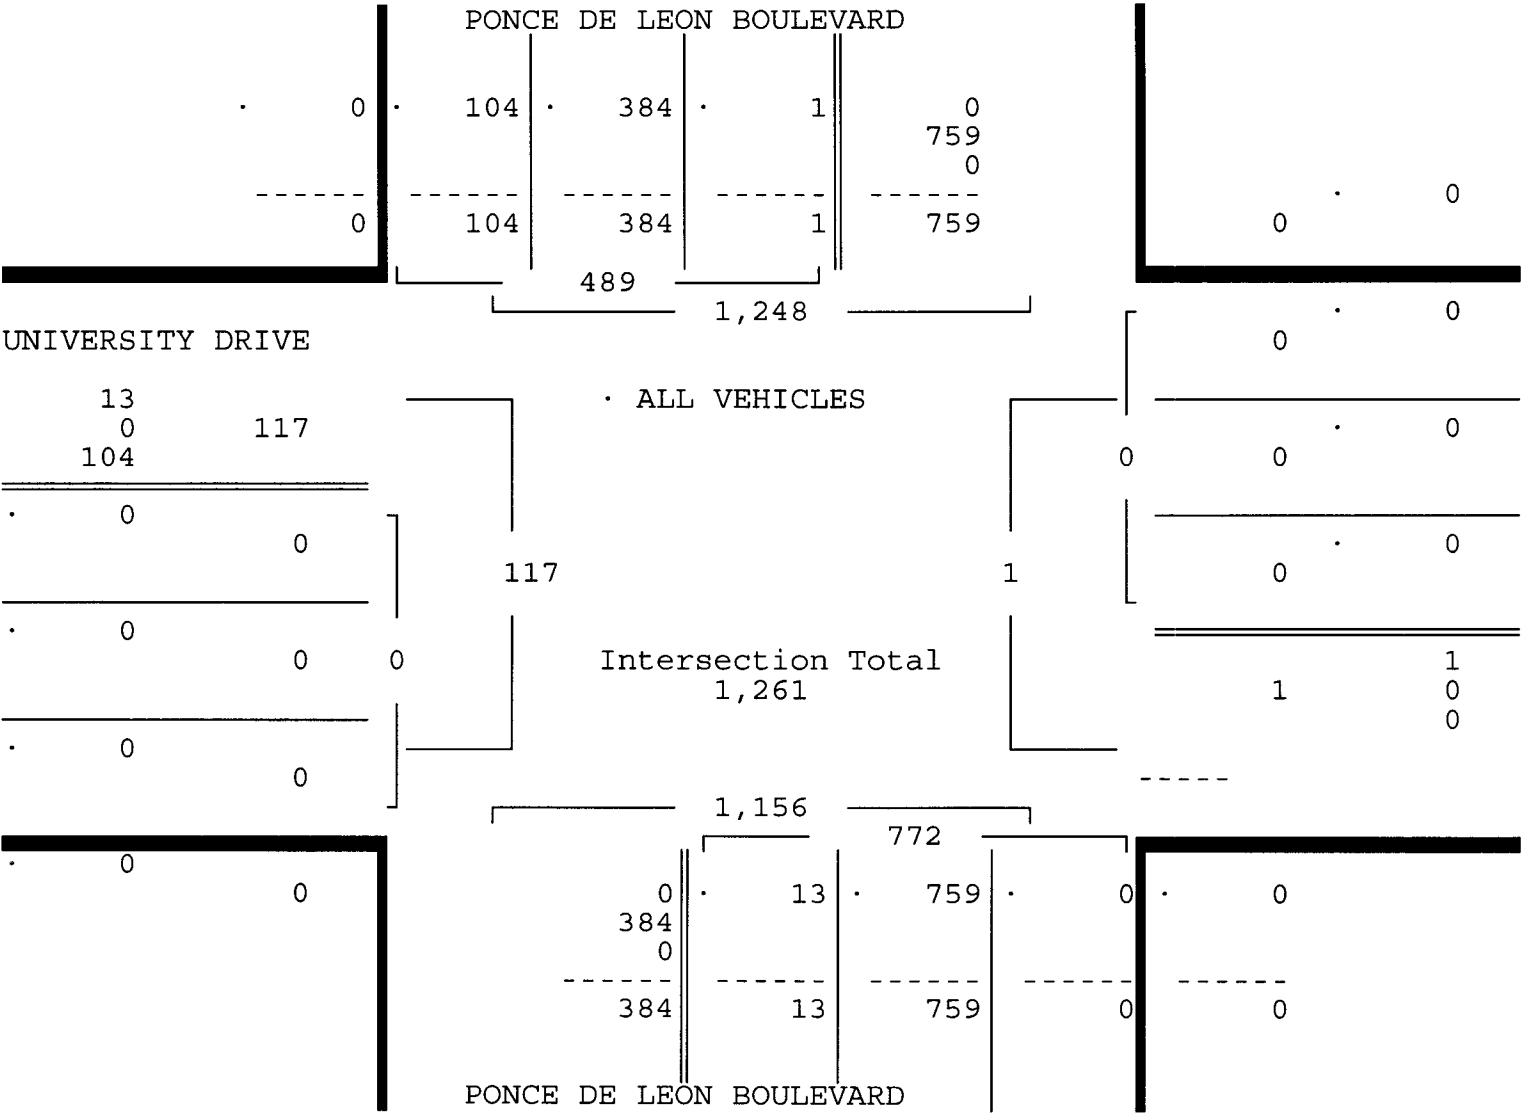 PONCE DE LEON BOULEVARD
· 0 · 104 · 384 · 1 0
759
0
------ ------ ------ ------ ------
· 0
0 104 384 1 759 0
489
1,248 · 0
UNIVERSITY DRIVE 0
13 · ALL VEHICLES
0 117 · 0
104 0 0
· 0
0 · 0
117 1 0
· 0
0 0 Intersection Total 1
1,261 1 0
0
· 0
0 -----
1,156
772
· 0
0 0 · 13 · 759 · 0 · 0
384
0
------ ------ ------ ------ ------
384 13 759 0 0
PONCE DE LEON BOULEVARD